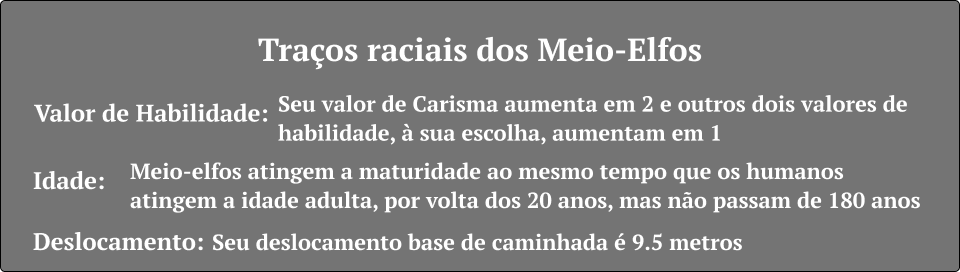 Traços raciais dos Meio-Elfos
Valor de Habilidade: Seu valor de Carisma aumenta em 2 e outros dois valores de
habilidade, à sua escolha, aumentam em 1
Idade: Meio-elfos atingem a maturidade ao mesmo tempo que os humanos
atingem a idade adulta, por volta dos 20 anos, mas não passam de 180 anos
Deslocamento: Seu deslocamento base de caminhada é 9.5 metros